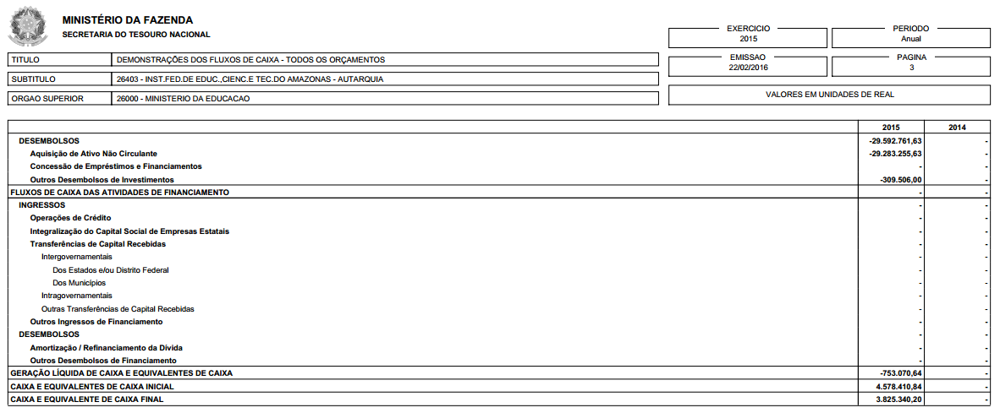 MINISTÉRIO DA FAZENDA
SECRETARIA DO TESOURO NACIONAL
EXERCICIO
2015
PERIODO
Anual
EMISSAO
22/02/2016
PAGINA
3
TITULO DEMONSTRAÇÕES DOS FLUXOS DE CAIXA - TODOS OS ORÇAMENTOS
SUBTITULO 26403 - INST.FED.DE EDUC.,CIENC.E TEC.DO AMAZONAS - AUTARQUIA
ORGAO SUPERIOR 26000 - MINISTERIO DA EDUCACAO
VALORES EM UNIDADES DE REAL
2015 2014
DESEMBOLSOS -29.592.761,63 -
Aquisição de Ativo Não Circulante -29.283.255,63 -
Concessão de Empréstimos e Financiamentos - -
Outros Desembolsos de Investimentos -309.506,00 -
FLUXOS DE CAIXA DAS ATIVIDADES DE FINANCIAMENTO - -
INGRESSOS - -
Operações de Crédito - -
Integralização do Capital Social de Empresas Estatais - -
Transferências de Capital Recebidas - -
Intergovernamentais - -
Dos Estados e/ou Distrito Federal - -
Dos Municípios - -
Intragovernamentais - -
Outras Transferências de Capital Recebidas - -
Outros Ingressos de Financiamento - -
DESEMBOLSOS - -
Amortização / Refinanciamento da Dívida - -
Outros Desembolsos de Financiamento - -
GERAÇÃO LÍQUIDA DE CAIXA E EQUIVALENTES DE CAIXA -753.070,64 -
CAIXA E EQUIVALENTES DE CAIXA INICIAL 4.578.410,84 -
CAIXA E EQUIVALENTE DE CAIXA FINAL 3.825.340,20 -